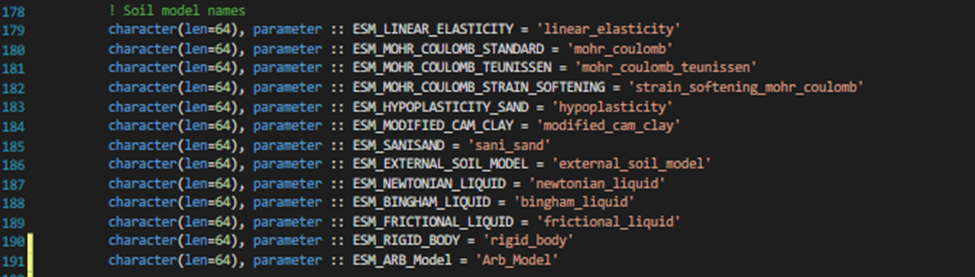 178 ! Soil model names
179 character(len=64), parameter :: ESM_LINEAR_ELASTICITY = 'linear_elasticity'
180 character(len=64), parameter :: ESM_MOHR_COULOMB_STANDARD = 'mohr_coulomb'
181 character(len=64), parameter :: ESM_MOHR_COULOMB_TEUNISSEN = 'mohr_coulomb_teunissen'
182 character(len=64), parameter :: ESM_MOHR_COULOMB_STRAIN_SOFTENING = 'strain_softening_mohr_coulomb'
183 character(len=64), parameter :: ESM_HYPOPLASTICITY_SAND = 'hypoplasticity'
184 character(len=64), parameter :: ESM_MODIFIED_CAM_CLAY = 'modified_cam_clay'
185 character(len=64), parameter :: ESM_SANISAND = 'sani_sand'
186 character(len=64), parameter :: ESM_EXTERNAL_SOIL_MODEL = 'external_soil_model'
187 character(len=64), parameter :: ESM_NEWTONIAN_LIQUID = 'newtonian_liquid'
188 character(len=64), parameter :: ESM_BINGHAM_LIQUID = 'bingham_liquid'
189 character(len=64), parameter :: ESM_FRICTIONAL_LIQUID = 'frictional_liquid'
190 character(len=64), parameter :: ESM_RIGID_BODY = 'rigid_body'
191 character(len=64), parameter :: ESM_ARB_Model = 'Arb_Model'